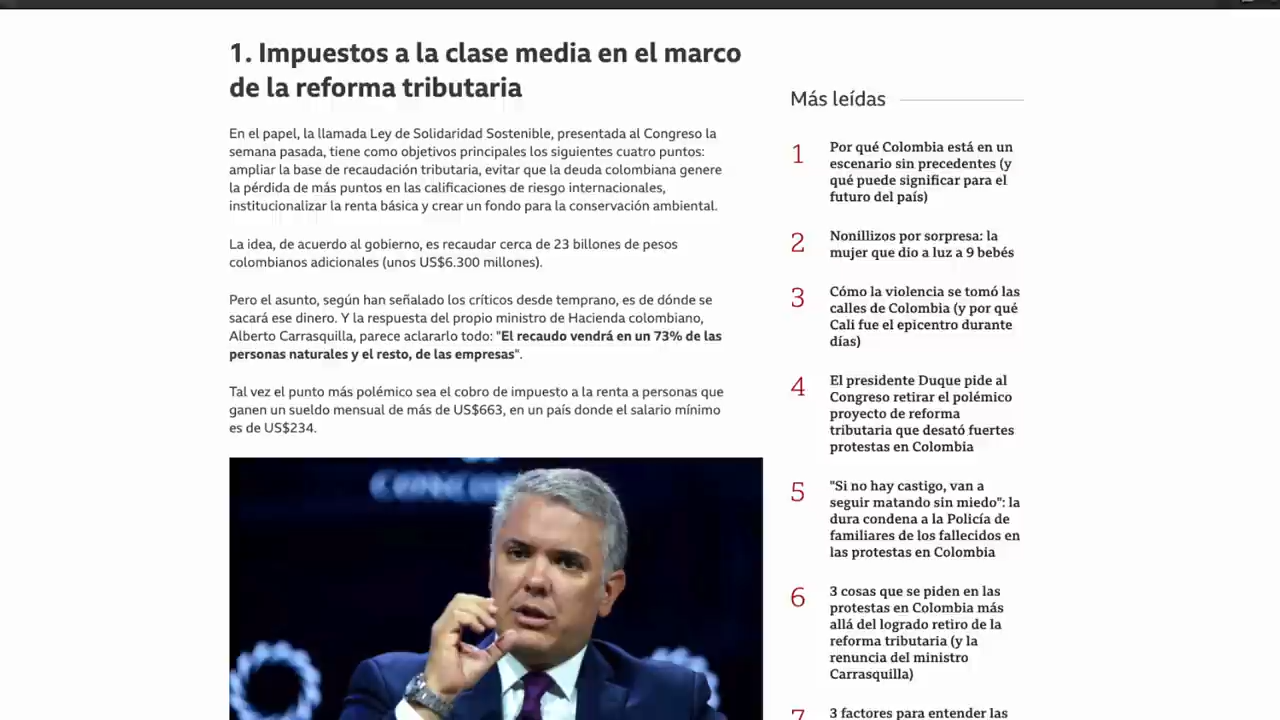 1. Impuestos a la clase media en el marco
de la reforma tributaria
En el papel, la llamada Ley de Solidaridad Sostenible, presentada al Congreso la
semana pasada, tiene como objetivos principales los siguientes cuatro puntos:
ampliar la base de recaudación tributaria, evitar que la deuda colombiana genere
la pérdida de más puntos en las calificaciones de riesgo internacionales,
institucionalizar la renta básica y crear un fondo para la conservación ambiental.
La idea, de acuerdo al gobierno, es recaudar cerca de 23 billones de pesos
colombianos adicionales (unos US$6.300 millones).
Pero el asunto, según han señalado los críticos desde temprano, es de dónde se
sacará ese dinero. Y la respuesta del propio ministro de Hacienda colombiano,
Alberto Carrasquilla, parece aclararlo todo: "El recaudo vendrá en un 73% de las
personas naturales y el resto, de las empresas".
Tal vez el punto más polémico sea el cobro de impuesto a la renta a personas que
ganen un sueldo mensual de más de US$663, en un país donde el salario mínimo
es de US$234.
Más leídas
1
Por qué Colombia está en un
escenario sin precedentes (y
qué puede significar para el
futuro del país)
2
Nonillizos por sorpresa: la
mujer que dio a luz a 9 bebés
3
Cómo la violencia se tomó las
calles de Colombia (y por qué
Cali fue el epicentro durante
días)
4
El presidente Duque pide al
Congreso retirar el polémico
proyecto de reforma
tributaria que desató fuertes
protestas en Colombia
5
"Si no hay castigo, van a
seguir matando sin miedo": la
dura condena a la Policía de
familiares de los fallecidos en
las protestas en Colombia
6
3 cosas que se piden en las
protestas en Colombia más
allá del logrado retiro de la
reforma tributaria (y la
renuncia del ministro
Carrasquilla)
7
3 factores para entender las